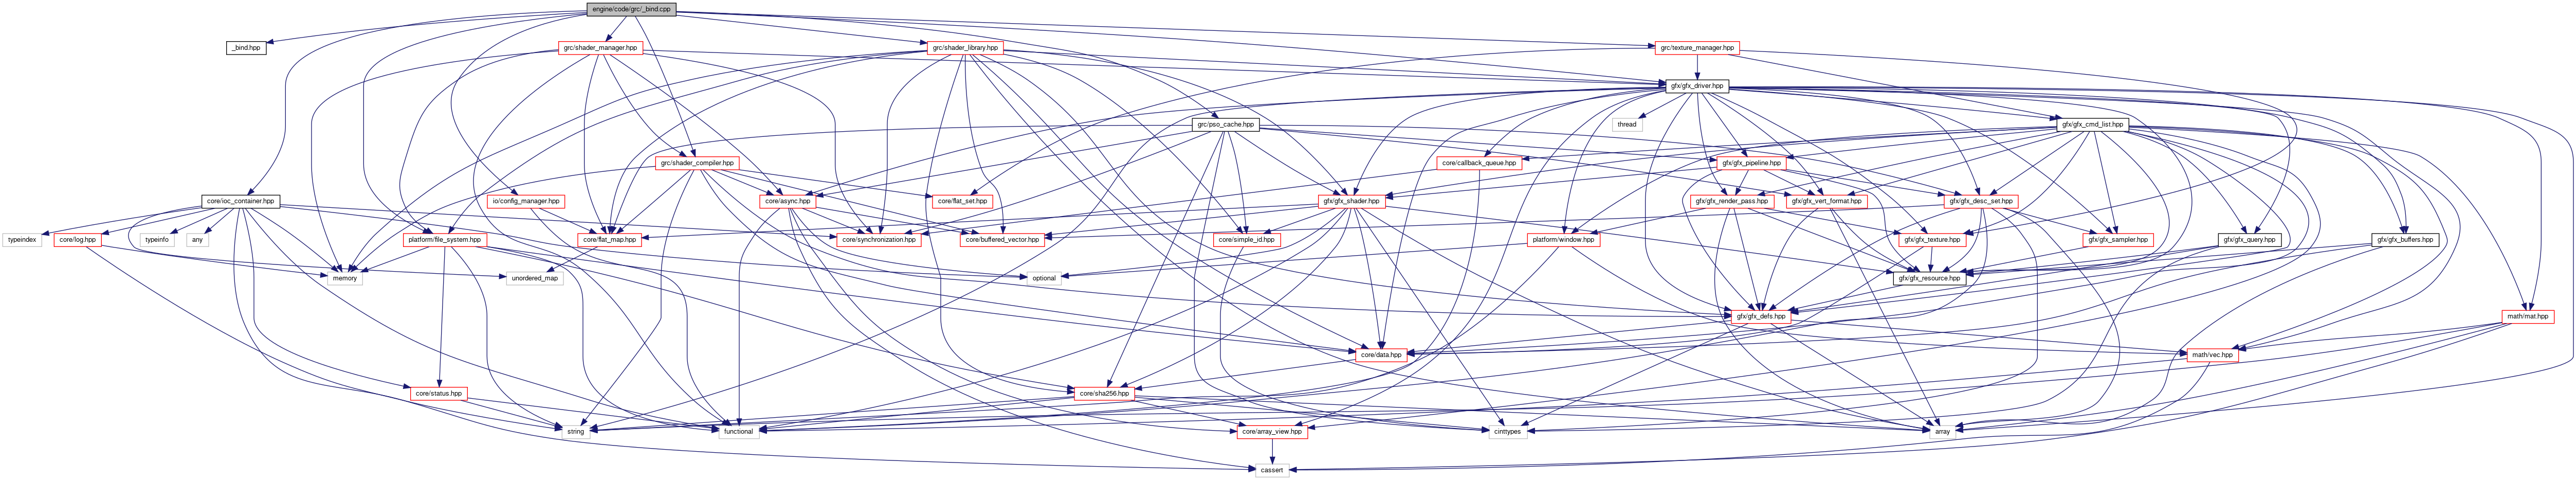 engine/code/grc/_bind.cpp
_bind.hpp
grc/shader_manager.hpp
grc/shader_library.hpp
grc/texture_manager.hpp
gfx/gfx_driver.hpp
grc/pso_cache.hpp
thread
gfx/gfx_cmd_list.hpp
grc/shader_compiler.hpp
core/callback_queue.hpp
gfx/gfx_pipeline.hpp
core/ioc_container.hpp
io/config_manager.hpp
core/async.hpp
core/flat_set.hpp
gfx/gfx_shader.hpp
gfx/gfx_render_pass.hpp
gfx/gfx_vert_format.hpp
gfx/gfx_desc_set.hpp
typeindex
core/log.hpp
typeinfo
any
platform/file_system.hpp
core/flat_map.hpp
core/synchronization.hpp
core/buffered_vector.hpp
core/simple_id.hpp
platform/window.hpp
gfx/gfx_texture.hpp
gfx/gfx_sampler.hpp
gfx/gfx_query.hpp
gfx/gfx_buffers.hpp
memory
unordered_map
optional
gfx/gfx_resource.hpp
gfx/gfx_defs.hpp
math/mat.hpp
core/data.hpp
math/vec.hpp
core/status.hpp
core/sha256.hpp
string
functional
core/array_view.hpp
cinttypes
array
cassert